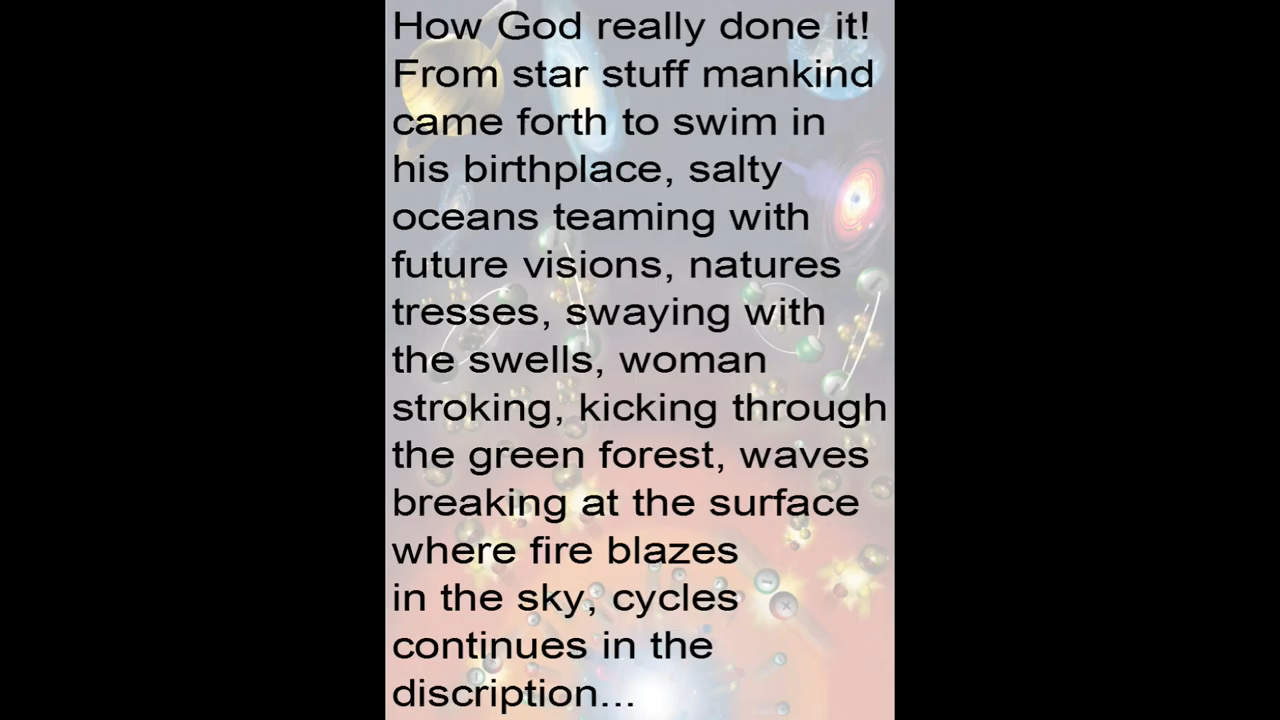 How God really done it!
From star stuff mankind
came forth to swim in
his birthplace, salty
oceans teaming with
future visions, natures
tresses, swaying with
the swells, woman
stroking, kicking through
the green forest, waves
breaking at the surface
where fire blazes
in the sky, cycles
continues in the
discription...